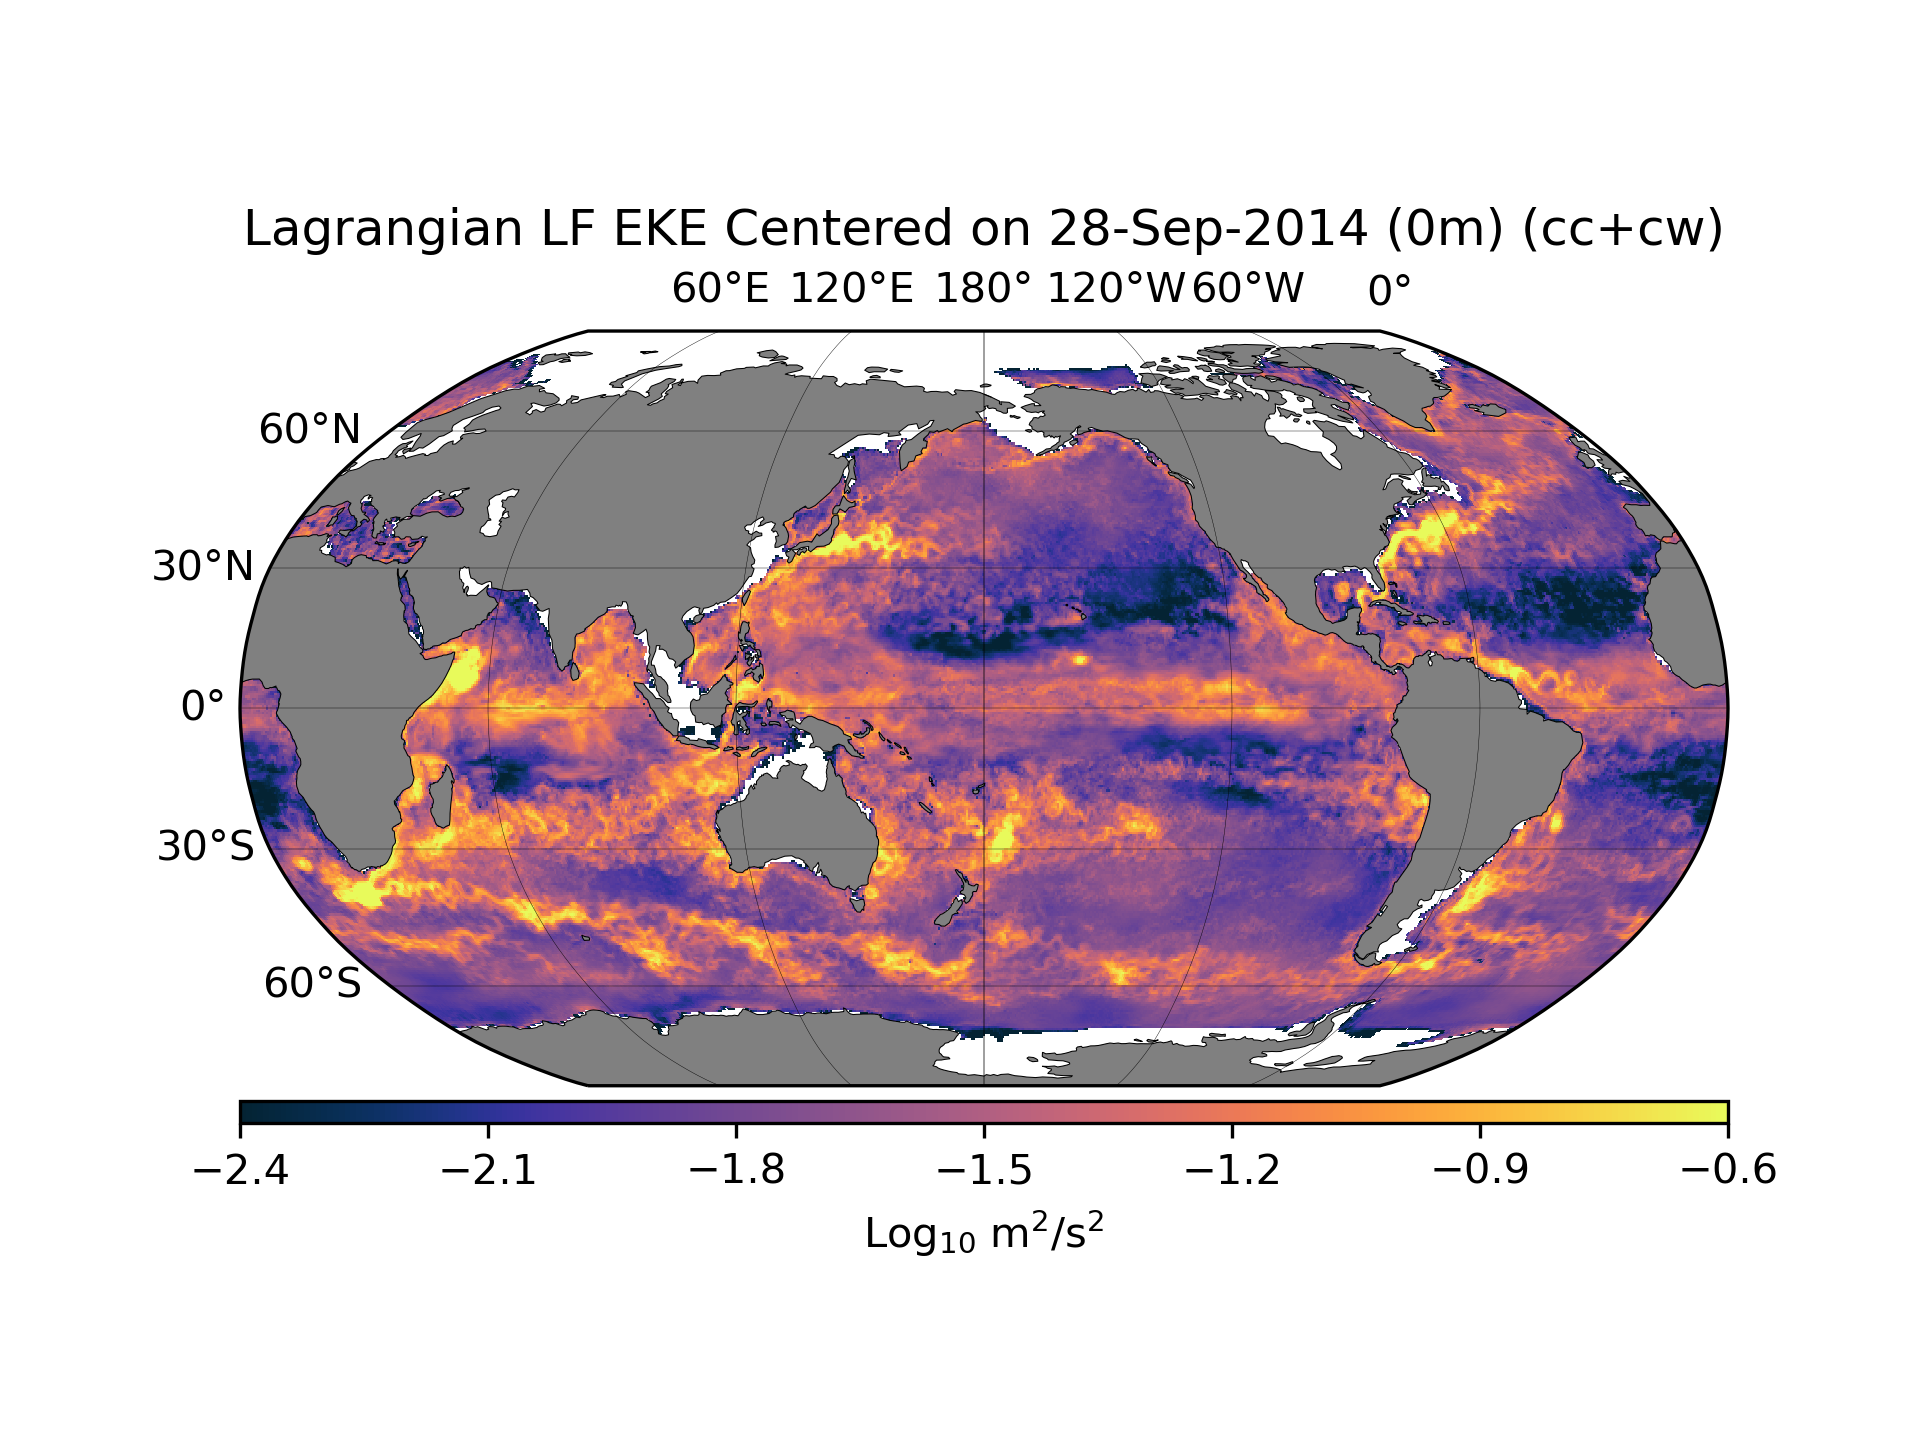 Lagrangian LF EKE Centered on 28-Sep-2014 (0m) (cc+cw)
60°E 120°E 180° 120°W 60°W 0°
60°N
30°N
0°
30°S
60°S
−2.4 −2.1 −1.8 −1.5 −1.2 −0.9 −0.6
Log₁₀ m²/s²